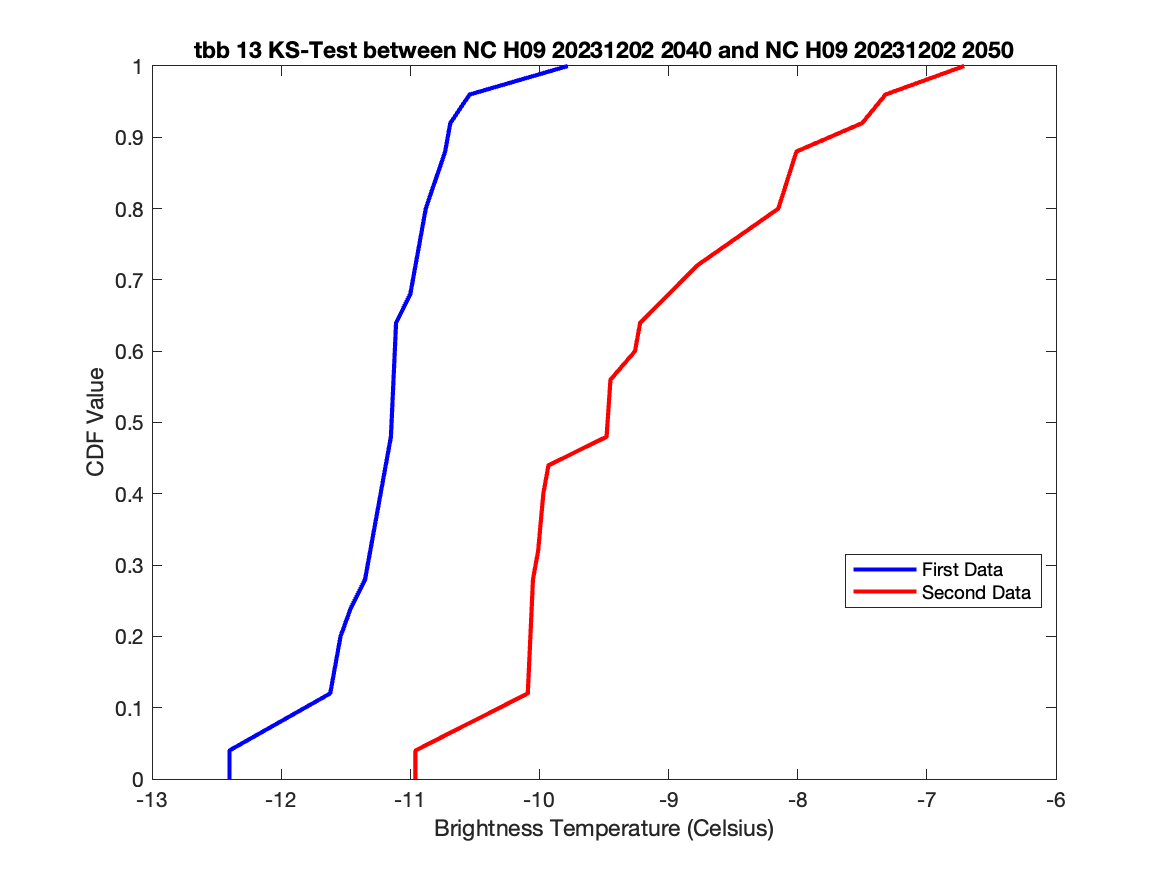 tbb 13 KS-Test between NC H09 20231202 2040 and NC H09 20231202 2050
1
0.9
0.8
0.7
0.6
0.5
0.4
0.3
0.2
0.1
0
CDF Value
First Data
Second Data
-13 -12 -11 -10 -9 -8 -7 -6
Brightness Temperature (Celsius)